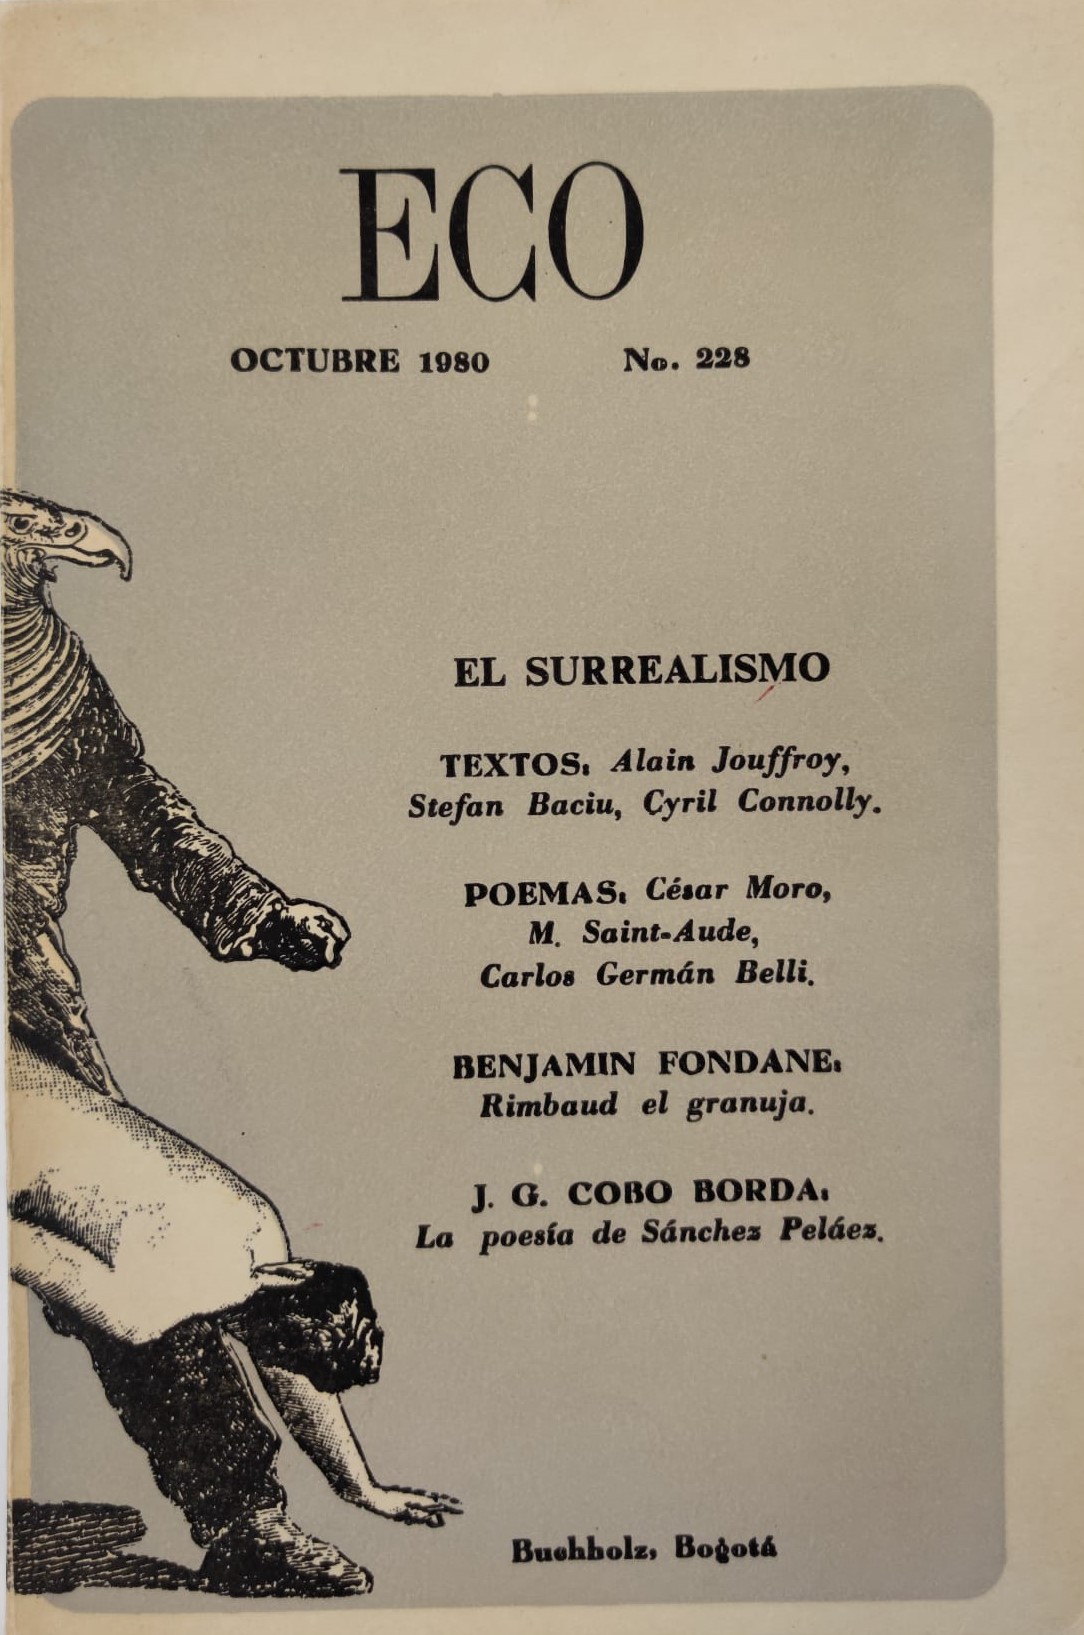 ECO
OCTUBRE 1980 No. 228
EL SURREALISMO
TEXTOS: Alain Jouffroy,
Stefan Baciu, Cyril Connolly.
POEMAS: César Moro,
M. Saint-Aude,
Carlos Germán Belli.
BENJAMIN FONDANE:
Rimbaud el granuja.
J. G. COBO BORDA:
La poesía de Sánchez Peláez.
Buchholz, Bogotá